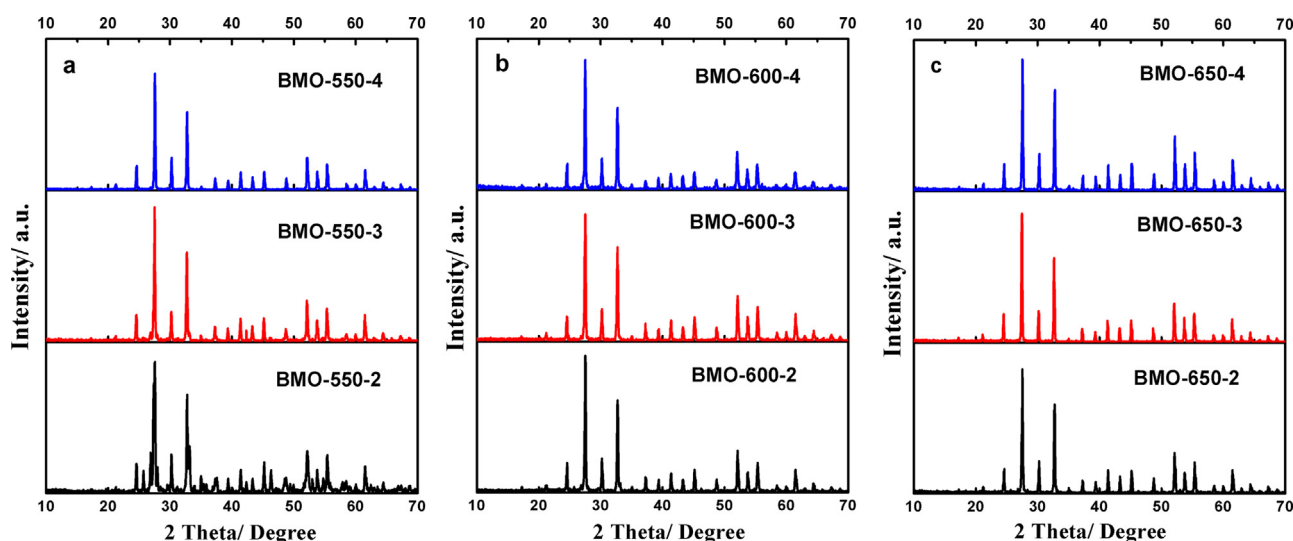 10 20 30 40 50 60 70
a
BMO-550-4
BMO-550-3
BMO-550-2
Intensity/ a.u.
10 20 30 40 50 60 70
2 Theta/ Degree
10 20 30 40 50 60 70
b
BMO-600-4
BMO-600-3
BMO-600-2
Intensity/ a.u.
10 20 30 40 50 60 70
2 Theta/ Degree
10 20 30 40 50 60 70
c
BMO-650-4
BMO-650-3
BMO-650-2
Intensity/ a.u.
10 20 30 40 50 60 70
2 Theta/ Degree